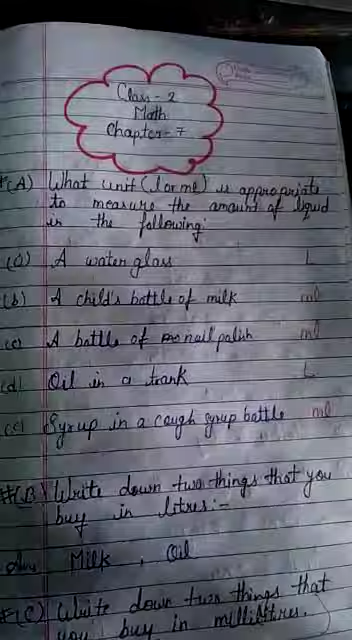 Class - 2
Math
Chapter - 7
*(A) What unit (l or ml) is appropriate
to measure the amount of liquid
in the following:
(a) A water glass L
(b) A child's bottle of milk ml
(c) A bottle of nail polish ml
(d) Oil in a tank L
(e) Syrup in a cough syrup bottle ml
#(B) Write down two things that you
buy in litres:-
Ans Milk , Oil
#(C) Write down two things that
you buy in millilitres.